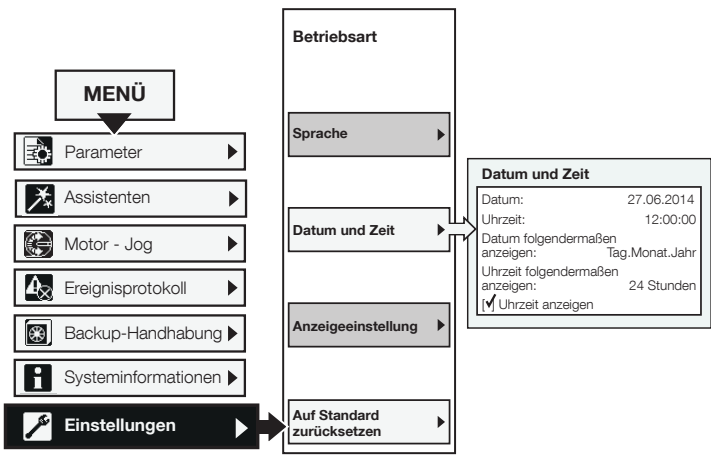 MENÜ
Parameter
Assistenten
Motor - Jog
Ereignisprotokoll
Backup-Handhabung
Systeminformationen
Einstellungen
Betriebsart
Sprache
Datum und Zeit
Anzeigeeinstellung
Auf Standard
zurücksetzen
Datum und Zeit
Datum: 27.06.2014
Uhrzeit: 12:00:00
Datum folgendermaßen
anzeigen: Tag.Monat.Jahr
Uhrzeit folgendermaßen
anzeigen: 24 Stunden
[✓] Uhrzeit anzeigen